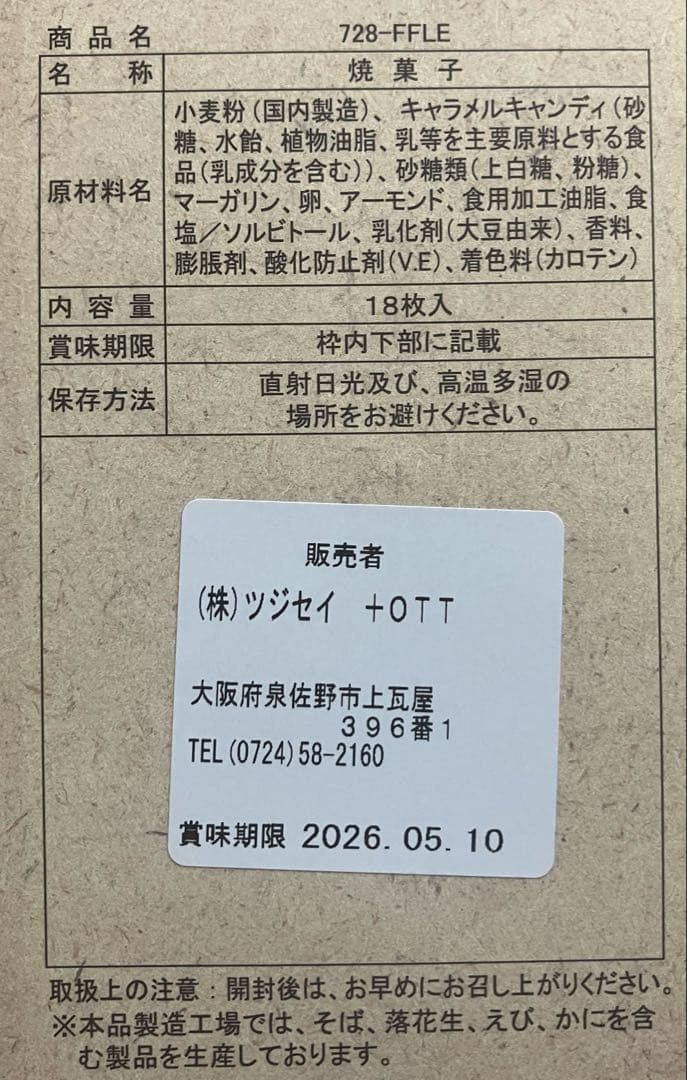 商品名 728-FFLE
名称 焼菓子
原材料名 小麦粉(国内製造)、キャラメルキャンディ(砂
糖、水飴、植物油脂、乳等を主要原料とする食
品(乳成分を含む))、砂糖類(上白糖、粉糖)、
マーガリン、卵、アーモンド、食用加工油脂、食
塩／ソルビトール、乳化剤(大豆由来)、香料、
膨脹剤、酸化防止剤(V.E)、着色料(カロテン)
内容量 18枚入
賞味期限 枠内下部に記載
保存方法 直射日光及び、高温多湿の
場所をお避けください。
販売者
(株)ツジセイ +OTT
大阪府泉佐野市上瓦屋
396番1
TEL(0724)58-2160
賞味期限 2026.05.10
取扱上の注意：開封後は、お早めにお召し上がりください。
※本品製造工場では、そば、落花生、えび、かにを含
む製品を生産しております。